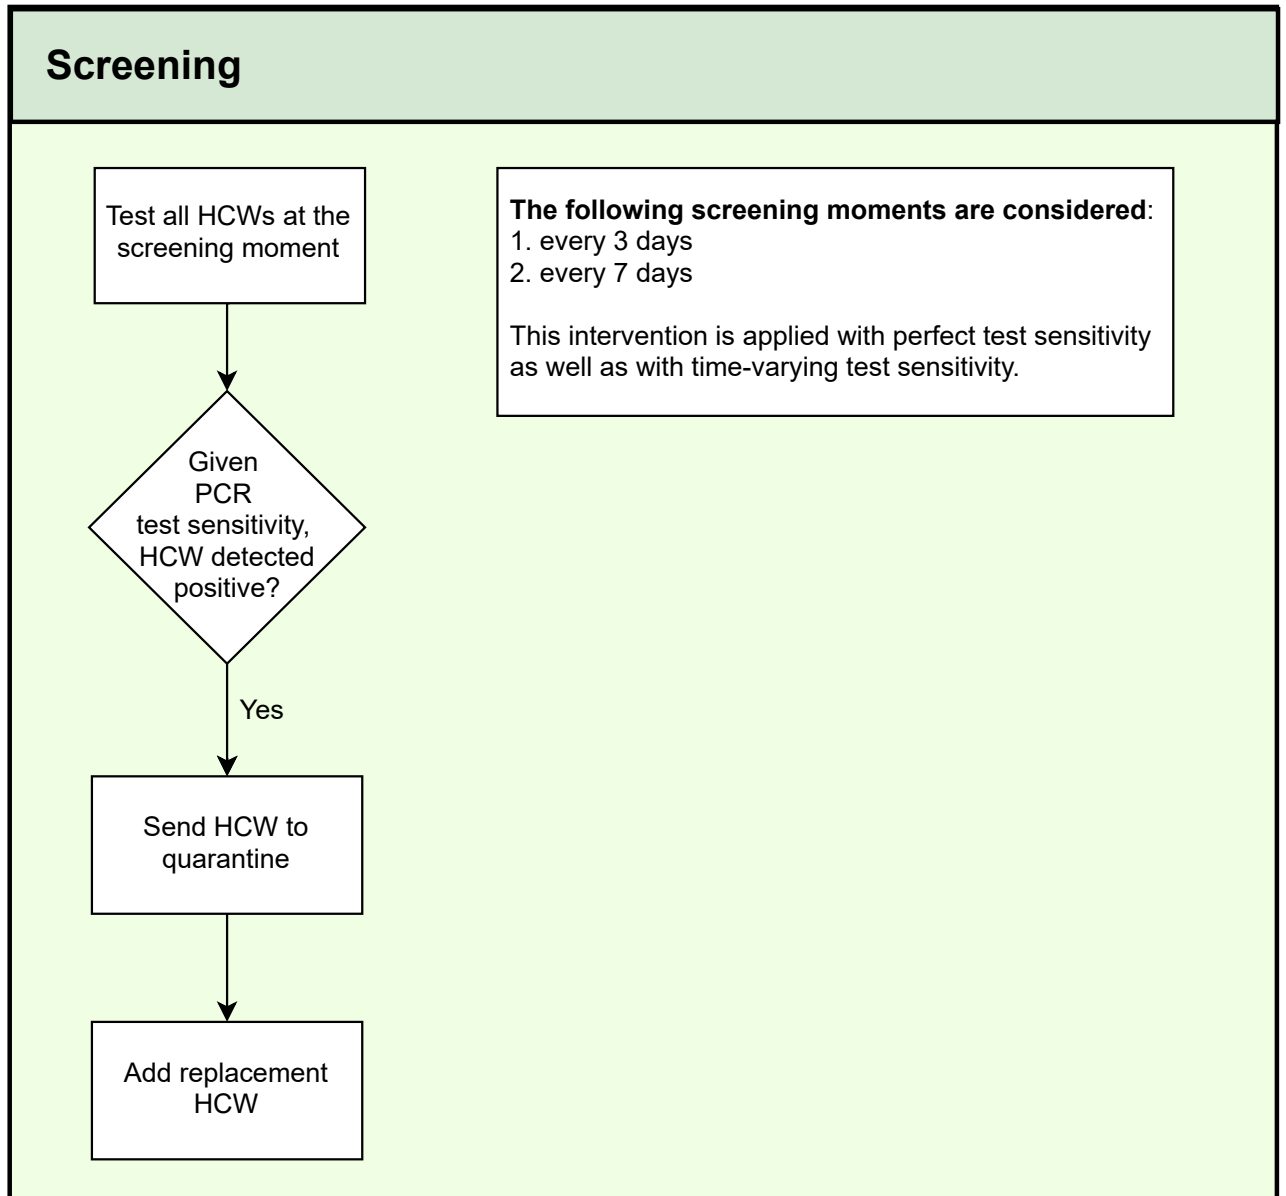 Screening
Test all HCWs at the
screening moment
The following screening moments are considered:
1. every 3 days
2. every 7 days
This intervention is applied with perfect test sensitivity
as well as with time-varying test sensitivity.
Given
PCR
test sensitivity,
HCW detected
positive?
Yes
Send HCW to
quarantine
Add replacement
HCW